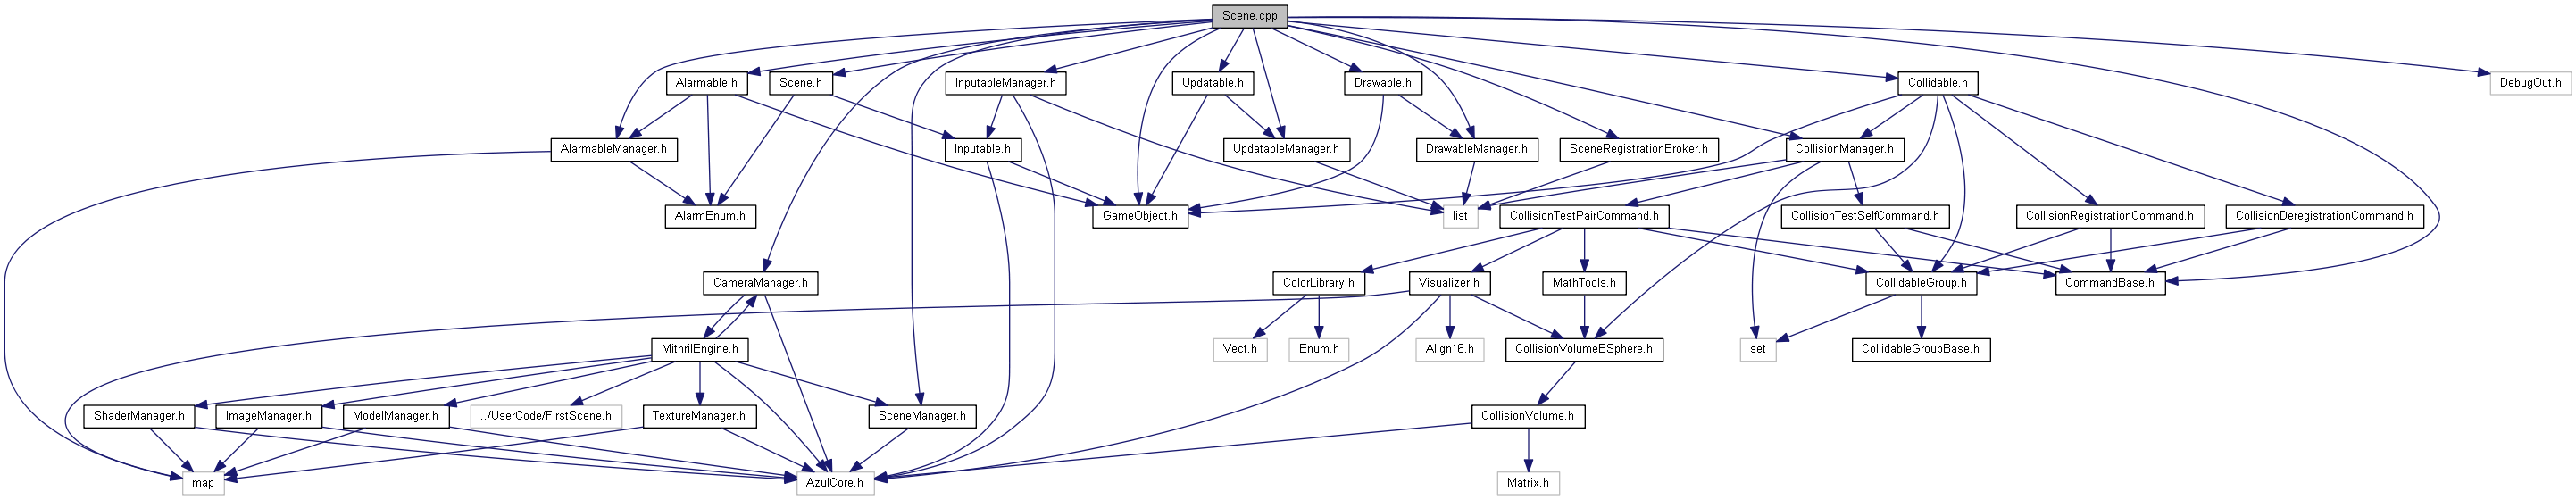 Scene.cpp
Alarmable.h
Scene.h
InputableManager.h
Updatable.h
Drawable.h
Collidable.h
DebugOut.h
AlarmableManager.h
Inputable.h
UpdatableManager.h
DrawableManager.h
SceneRegistrationBroker.h
CollisionManager.h
AlarmEnum.h
GameObject.h
list
CollisionTestPairCommand.h
CollisionTestSelfCommand.h
CollisionRegistrationCommand.h
CollisionDeregistrationCommand.h
CameraManager.h
ColorLibrary.h
Visualizer.h
MathTools.h
CollidableGroup.h
CommandBase.h
MithrilEngine.h
Vect.h
Enum.h
Align16.h
CollisionVolumeBSphere.h
set
CollidableGroupBase.h
ShaderManager.h
ImageManager.h
ModelManager.h
../UserCode/FirstScene.h
TextureManager.h
SceneManager.h
CollisionVolume.h
map
AzulCore.h
Matrix.h